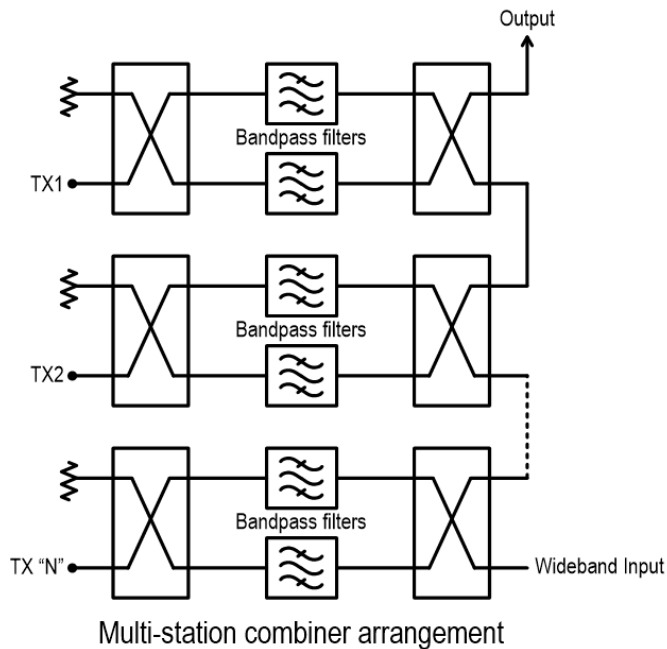 Output
Bandpass filters
TX1
Bandpass filters
TX2
Bandpass filters
TX “N”
Wideband Input
Multi-station combiner arrangement